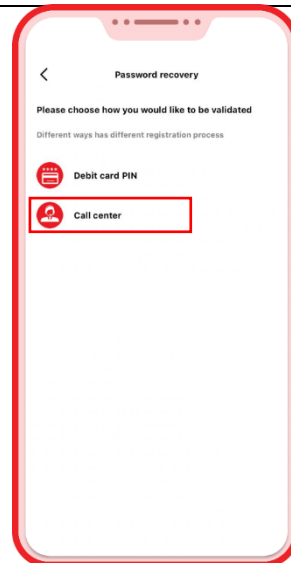 Password recovery
Please choose how you would like to be validated
Different ways has different registration process
Debit card PIN
Call center